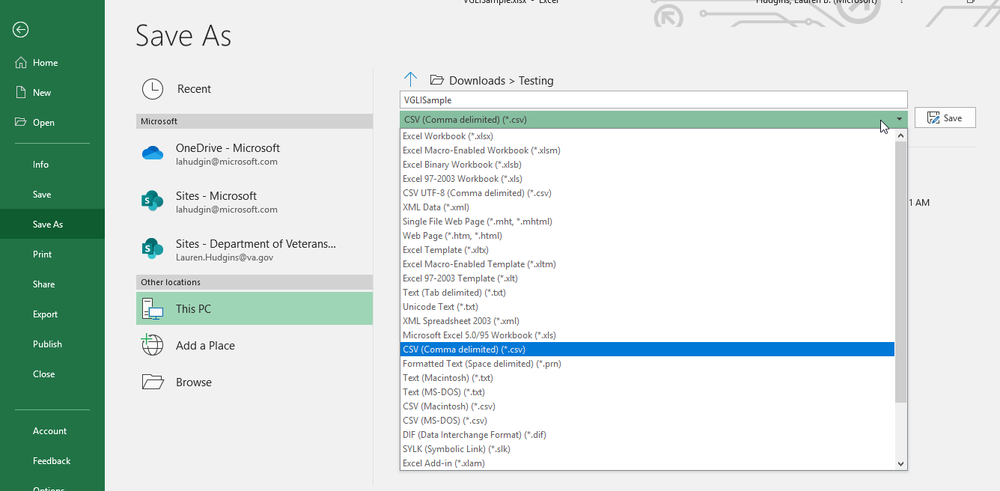 VGLISample.xlsx - Excel
Hudgins, Lauren B. (Microsoft)
?
Save As
Home
New
Open
Info
Save
Save As
Print
Share
Export
Publish
Close
Account
Feedback
Options
Recent
Microsoft
OneDrive - Microsoft
lahudgin@microsoft.com
Sites - Microsoft
lahudgin@microsoft.com
Sites - Department of Veterans...
Lauren.Hudgins@va.gov
Other locations
This PC
Add a Place
Browse
Downloads > Testing
VGLISample
CSV (Comma delimited) (*.csv)
Save
Excel Workbook (*.xlsx)
Excel Macro-Enabled Workbook (*.xlsm)
Excel Binary Workbook (*.xlsb)
Excel 97-2003 Workbook (*.xls)
CSV UTF-8 (Comma delimited) (*.csv)
XML Data (*.xml)
1 AM
Single File Web Page (*.mht, *.mhtml)
Web Page (*.htm, *.html)
Excel Template (*.xltx)
Excel Macro-Enabled Template (*.xltm)
Excel 97-2003 Template (*.xlt)
Text (Tab delimited) (*.txt)
Unicode Text (*.txt)
XML Spreadsheet 2003 (*.xml)
Microsoft Excel 5.0/95 Workbook (*.xls)
CSV (Comma delimited) (*.csv)
Formatted Text (Space delimited) (*.prn)
Text (Macintosh) (*.txt)
Text (MS-DOS) (*.txt)
CSV (Macintosh) (*.csv)
CSV (MS-DOS) (*.csv)
DIF (Data Interchange Format) (*.dif)
SYLK (Symbolic Link) (*.slk)
Excel Add-in (*.xlam)